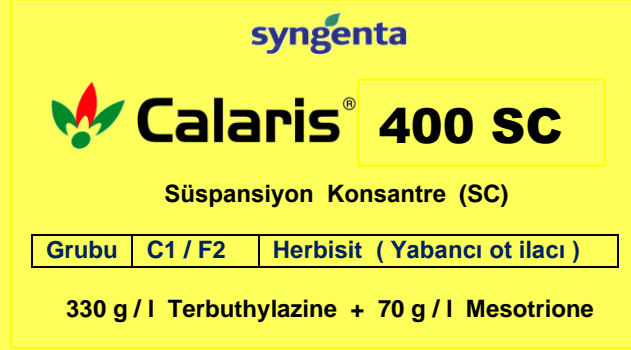 syngenta
Calaris® 400 SC
Süspansiyon Konsantre (SC)
Grubu C1 / F2 Herbisit ( Yabancı ot ilacı )
330 g / l Terbuthylazine + 70 g / l Mesotrione